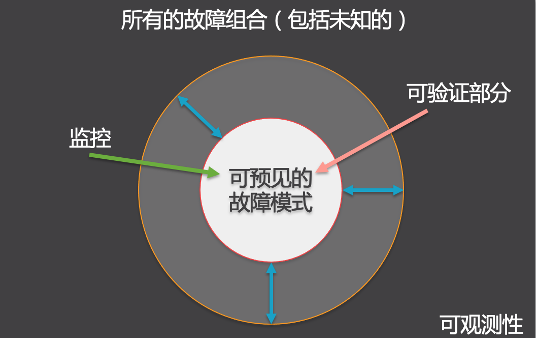 所有的故障组合（包括未知的）
可验证部分
监控
可预见的
故障模式
可观测性